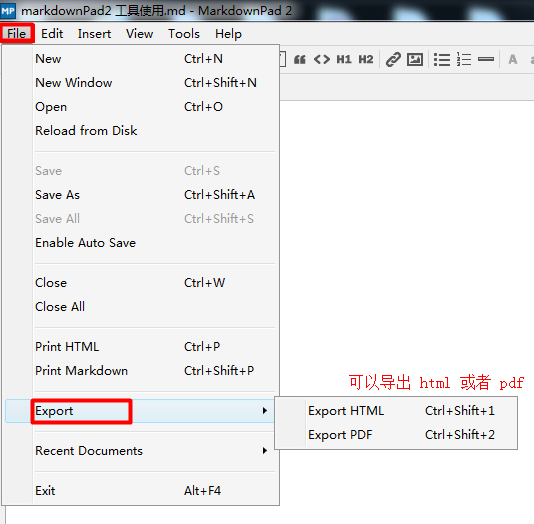 MP markdownPad2 工具使用.md - MarkdownPad 2
File Edit Insert View Tools Help
H1 H2 A
New Ctrl+N
New Window Ctrl+Shift+N
Open Ctrl+O
Reload from Disk
Save Ctrl+S
Save As Ctrl+Shift+A
Save All Ctrl+Shift+S
Enable Auto Save
Close Ctrl+W
Close All
Print HTML Ctrl+P
Print Markdown Ctrl+Shift+P
可以导出 html 或者 pdf
Export
Export HTML Ctrl+Shift+1
Export PDF Ctrl+Shift+2
Recent Documents
Exit Alt+F4